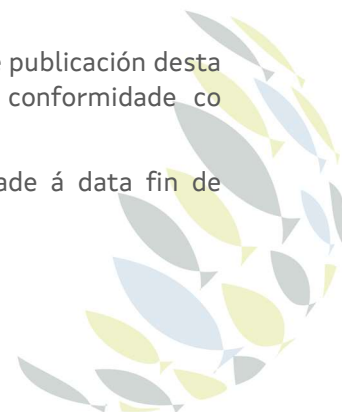 publicación desta
conformidade co
ade á data fin de